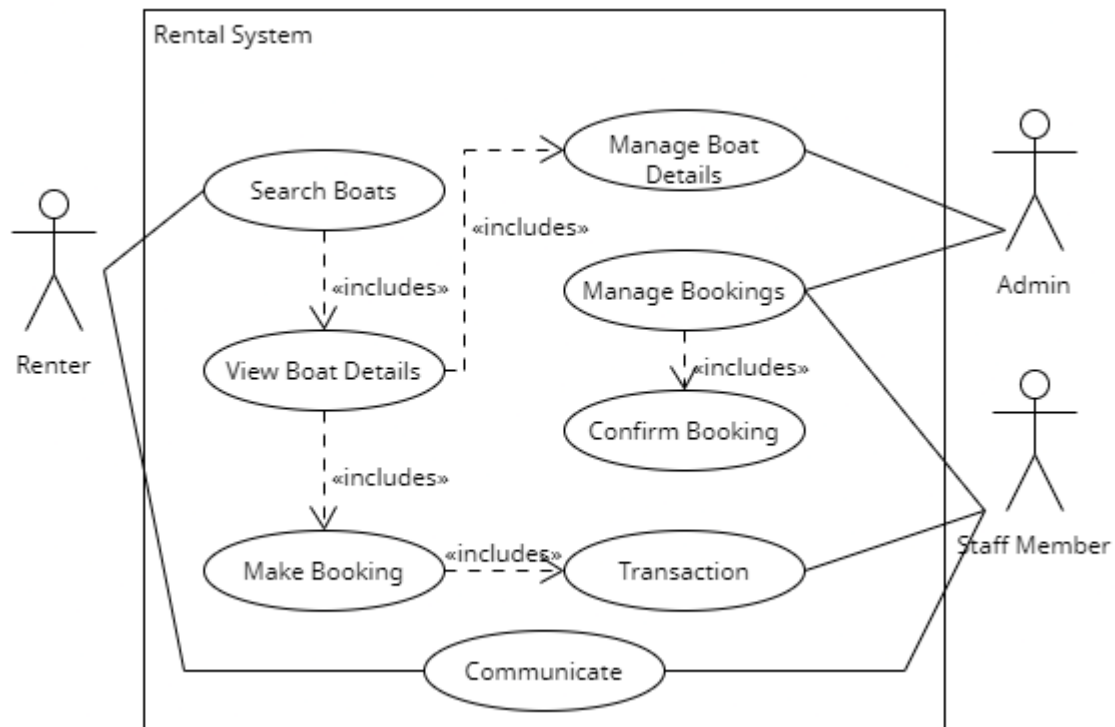 Rental System
Manage Boat
Details
Search Boats
«includes»
Manage Bookings
Admin
«includes»
Renter
View Boat Details
«includes»
Confirm Booking
«includes»
«includes»
Staff Member
Make Booking
Transaction
Communicate